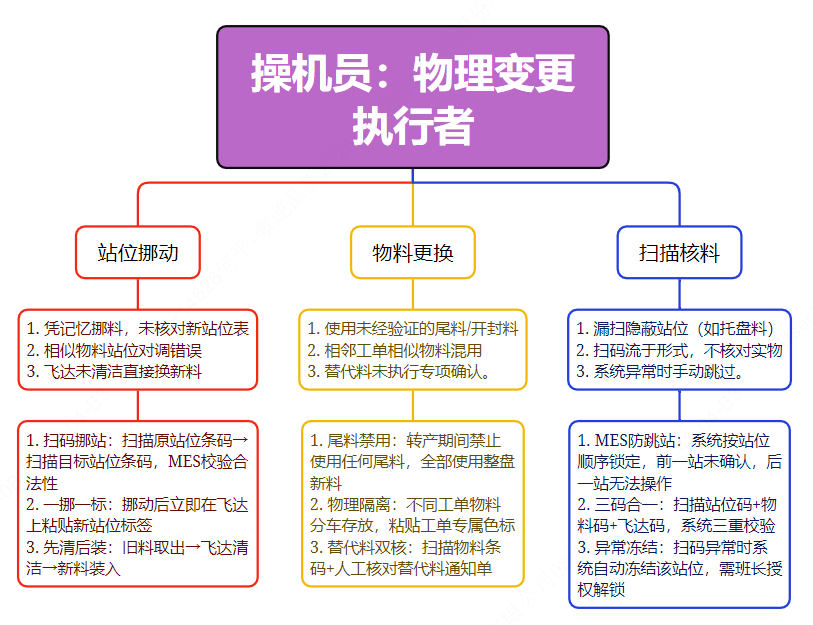 操机员：物理变更
执行者
站位挪动
物料更换
扫描核料
1. 凭记忆挪料，未核对新站位表
2. 相似物料站位对调错误
3. 飞达未清洁直接换新料
1. 使用未经验证的尾料/开封料
2. 相邻工单相似物料混用
3. 替代料未执行专项确认。
1. 漏扫隐蔽站位（如托盘料）
2. 扫码流于形式，不核对实物
3. 系统异常时手动跳过。
1. 扫码挪站：扫描原站位条码→
扫描目标站位条码，MES校验合
法性
2. 一挪一标：挪动后立即在飞达
上粘贴新站位标签
3. 先清后装：旧料取出→飞达清
洁→新料装入
1. 尾料禁用：转产期间禁止
使用任何尾料，全部使用整盘
新料
2. 物理隔离：不同工单物料
分车存放，粘贴工单专属色标
3. 替代料双核：扫描物料条
码+人工核对替代料通知单
1. MES防跳站：系统按站位
顺序锁定，前一站未确认，后
一站无法操作
2. 三码合一：扫描站位码+物
料码+飞达码，系统三重校验
3. 异常冻结：扫码异常时系
统自动冻结该站位，需班长授
权解锁